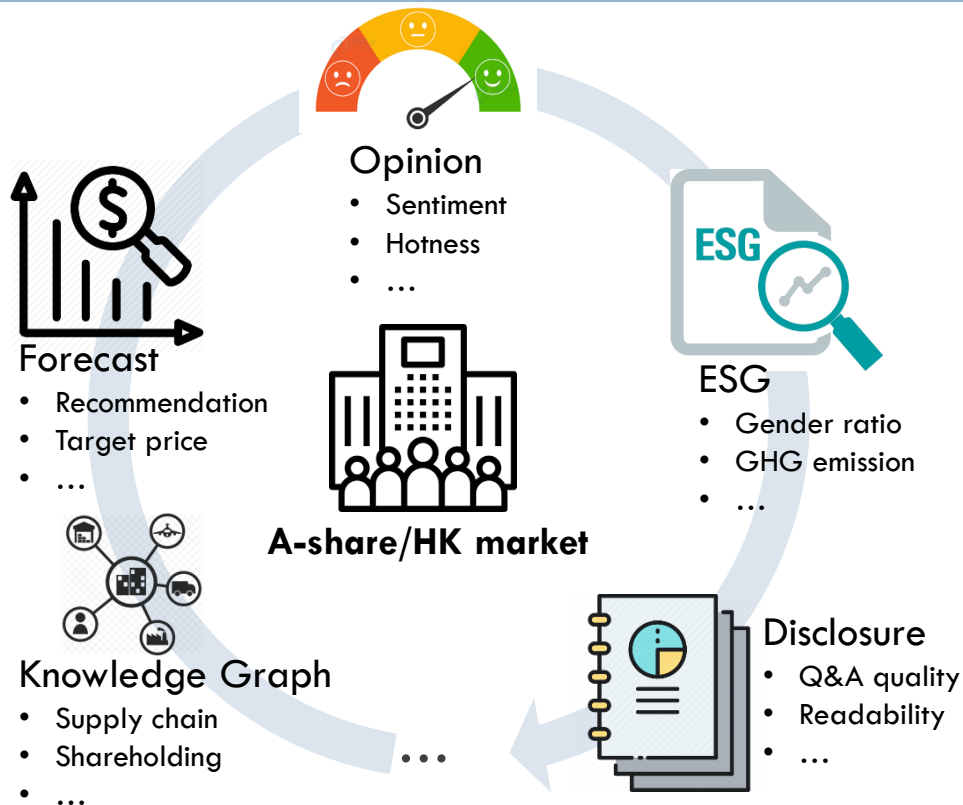 Opinion
• Sentiment
• Hotness
• ...
$
Forecast
• Recommendation
• Target price
• ...
ESG
ESG
• Gender ratio
• GHG emission
• ...
A-share/HK market
Knowledge Graph
• Supply chain
• Shareholding
• ...
...
Disclosure
• Q&A quality
• Readability
• ...